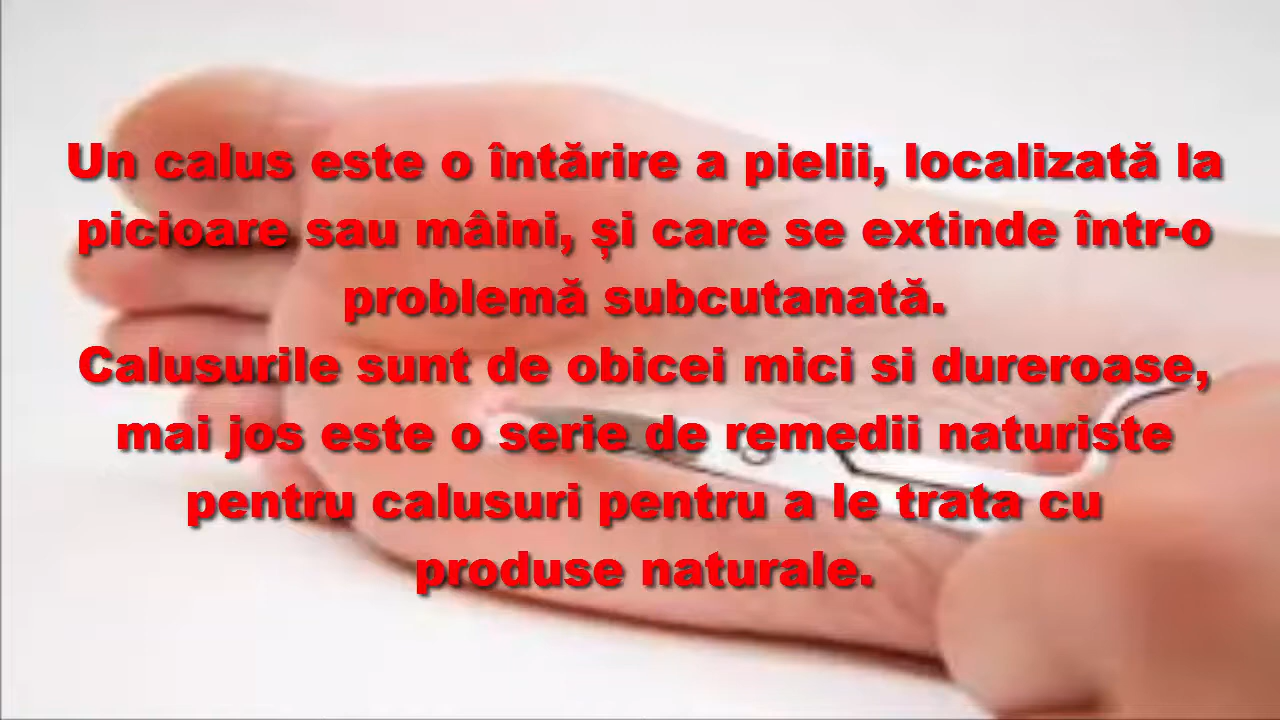 Un calus este o întărire a pielii, localizată la
picioare sau mâini, și care se extinde într-o
problemă subcutanată.
Calusurile sunt de obicei mici si dureroase,
mai jos este o serie de remedii naturiste
pentru calusuri pentru a le trata cu
produse naturale.